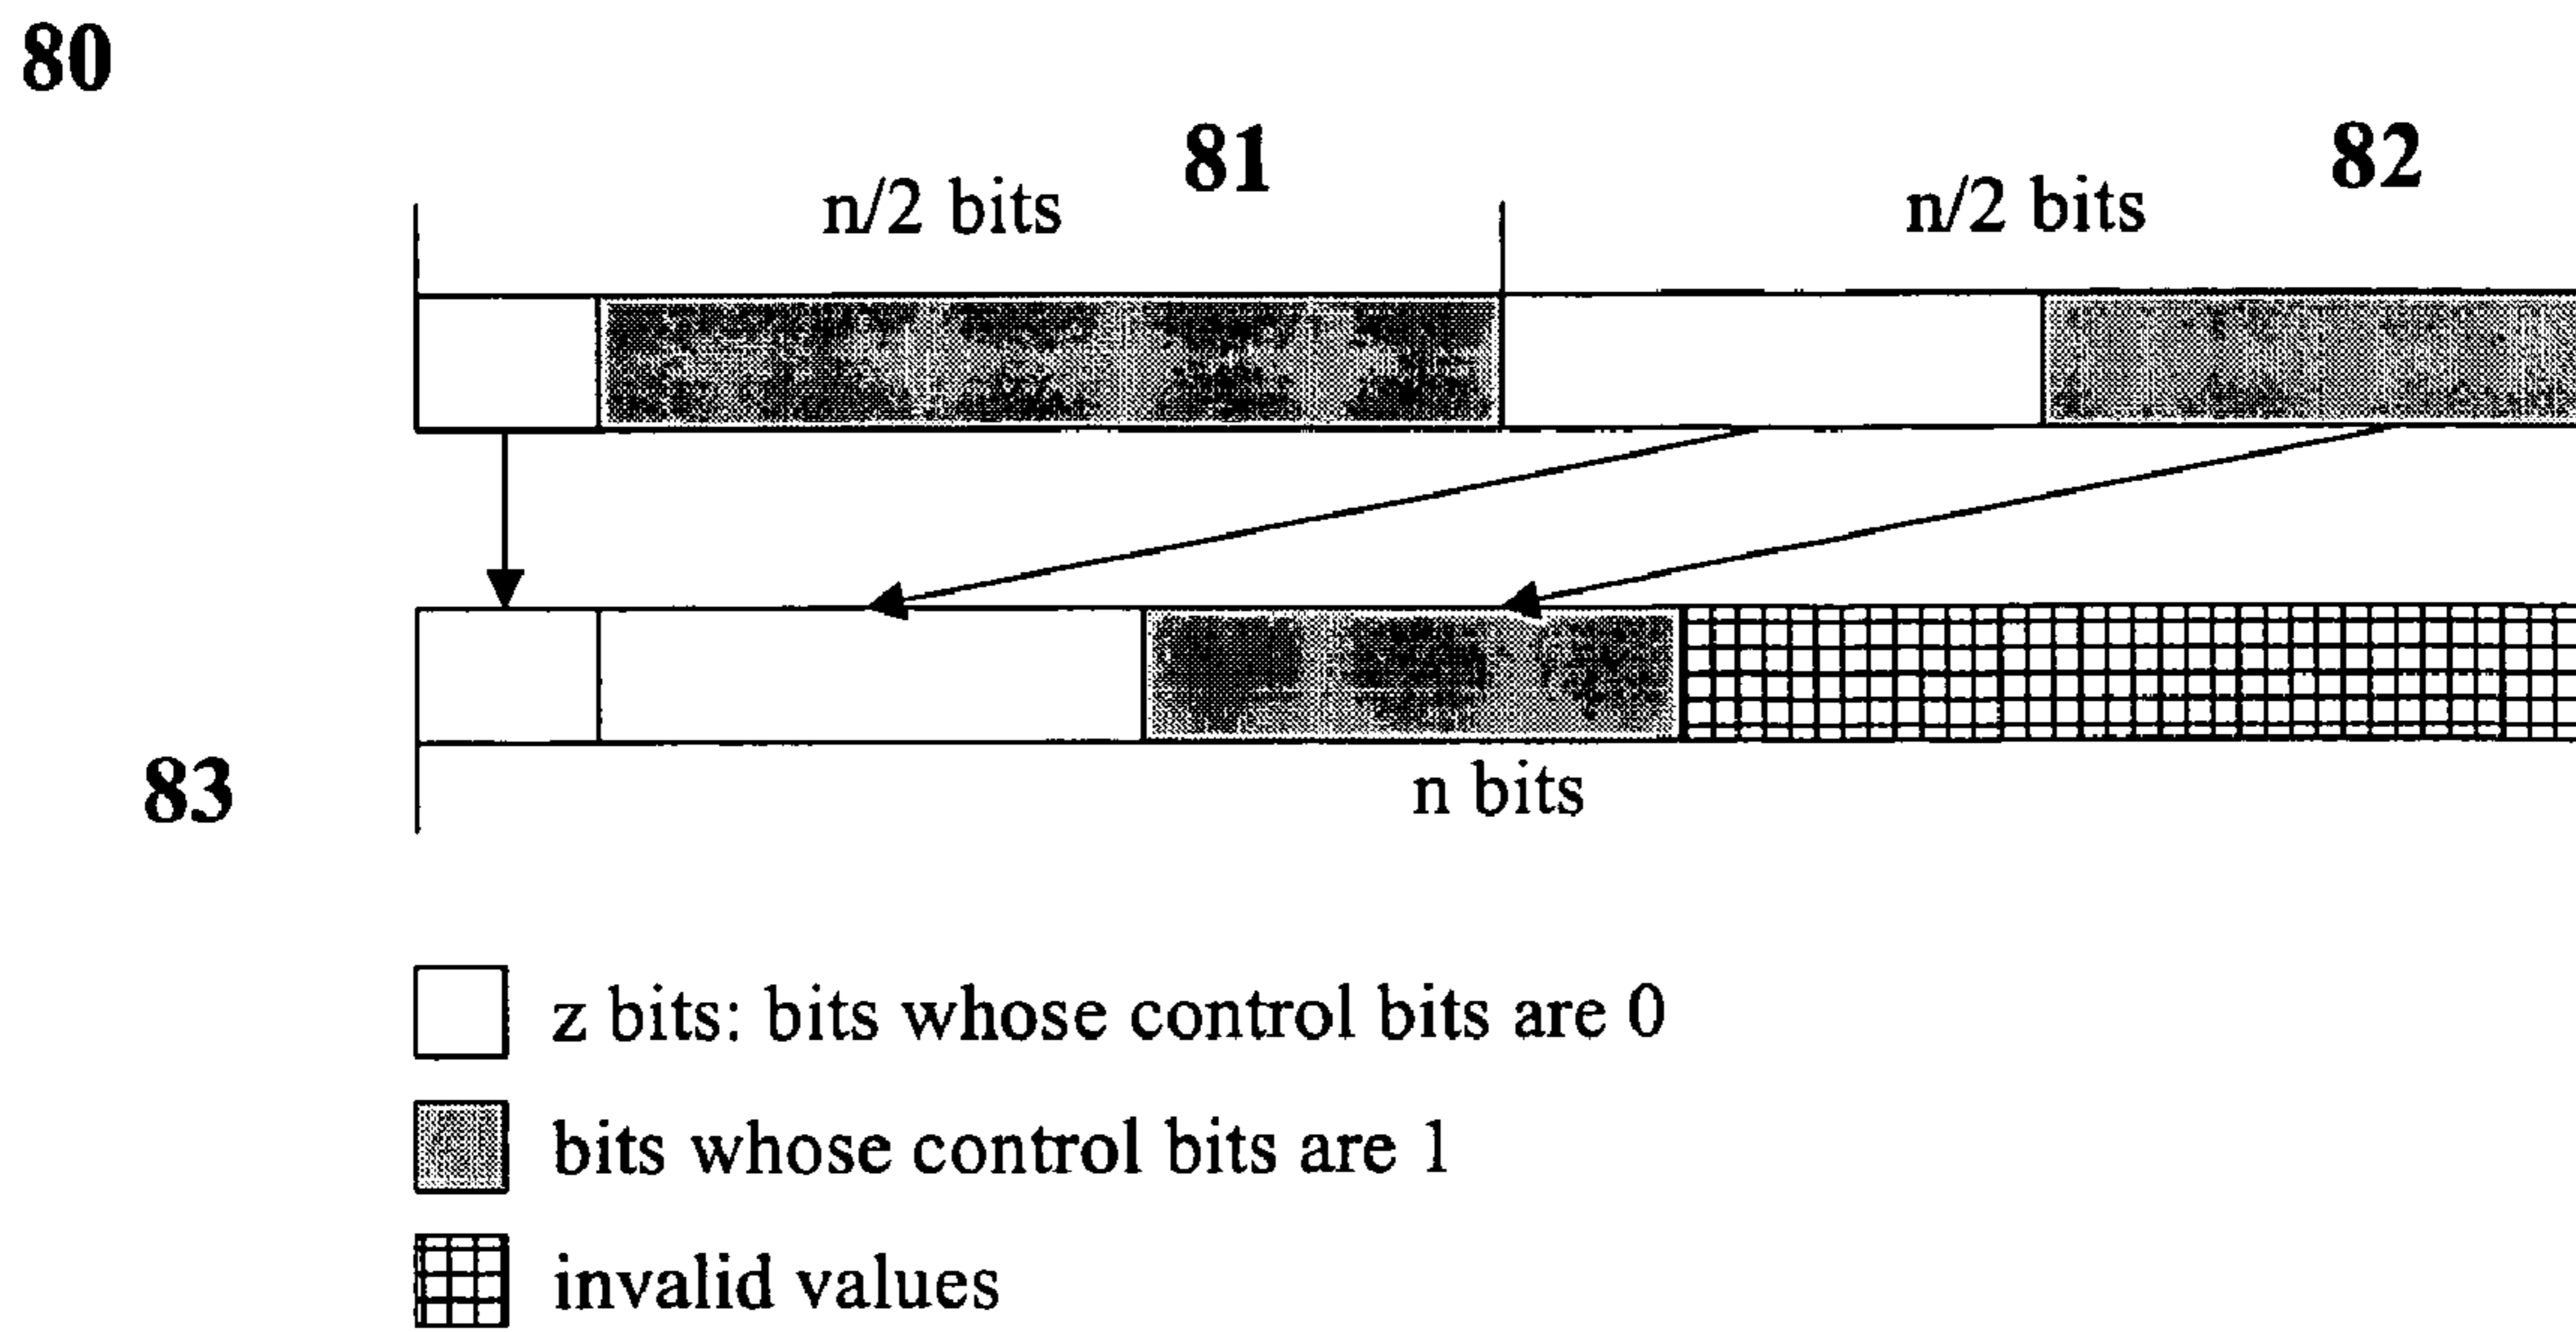 80
81
82
n/2 bits
n/2 bits
83
n bits
z bits: bits whose control bits are 0
bits whose control bits are 1
invalid values